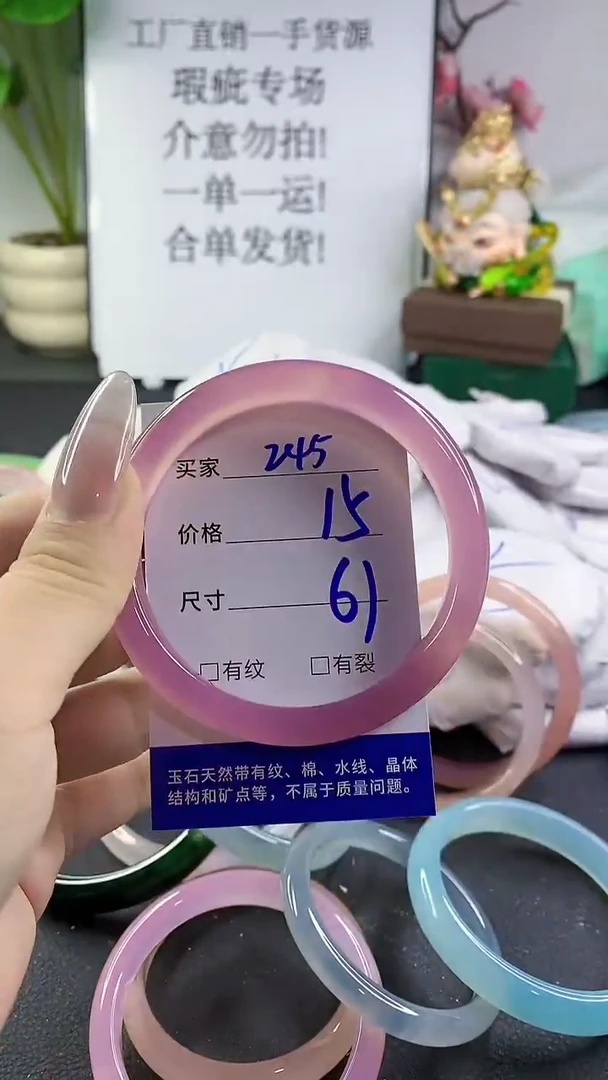 工厂直销一手货源
瑕疵专场
介意勿拍!
一单一运!
合单发货!
买家 245
价格 15
尺寸 61
□有纹 □有裂
玉石天然带有纹、棉、水线、晶体
结构和矿点等，不属于质量问题。